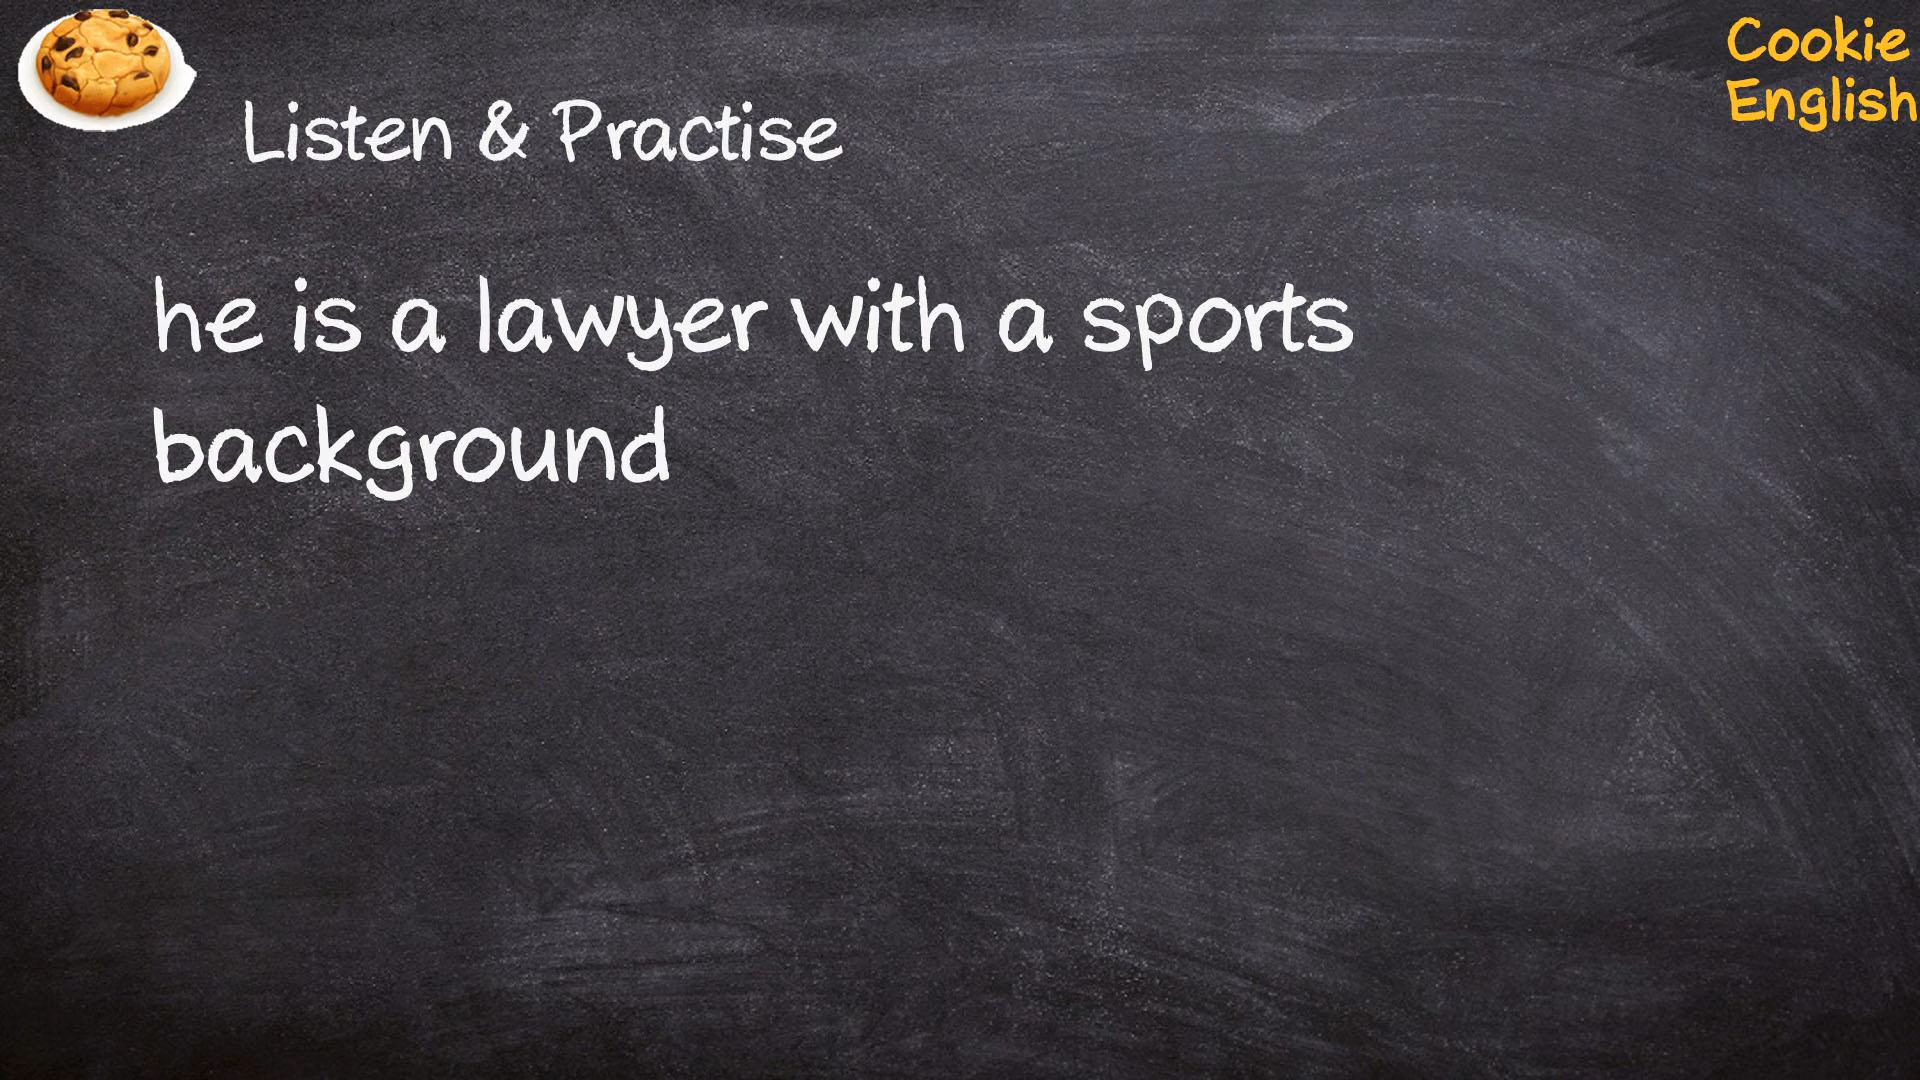 Cookie
English
Listen & Practise
he is a lawyer with a sports
background